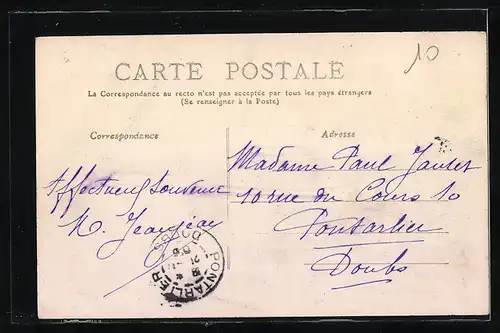 10
CARTE POSTALE
La Correspondance au recto n'est pas acceptée par tous les pays étrangers
(Se renseigner à la Poste)
Correspondance
Adresse
Affectueux Souvenir
Madame Paul
10 rue du Cours 10
Pontarlier
Doubs
PONTARLIER
DOUBS